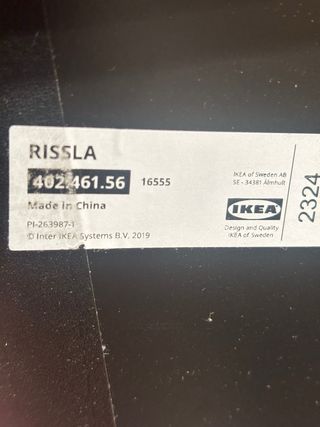 RISSLA
402.461.56 16555
Made in China
PI-263987-1
© Inter IKEA Systems B.V. 2019
IKEA of Sweden AB
SE - 34381 Älmhult
IKEA
Design and Quality
IKEA of Sweden
2324